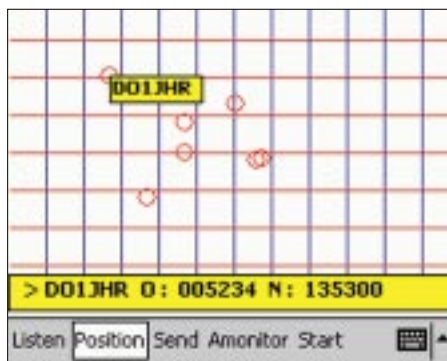 DO1JHR
> DO1JHR O: 005234 N: 135300
Listen Position Send Amonitor Start